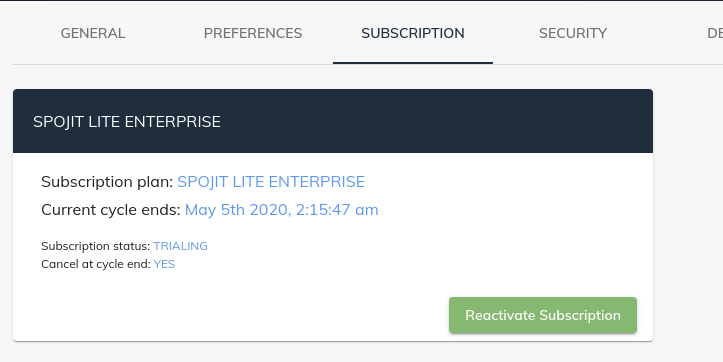 GENERAL PREFERENCES SUBSCRIPTION SECURITY
SPOJIT LITE ENTERPRISE
Subscription plan: SPOJIT LITE ENTERPRISE
Current cycle ends: May 5th 2020, 2:15:47 am
Subscription status: TRIALING
Cancel at cycle end: YES
Reactivate Subscription